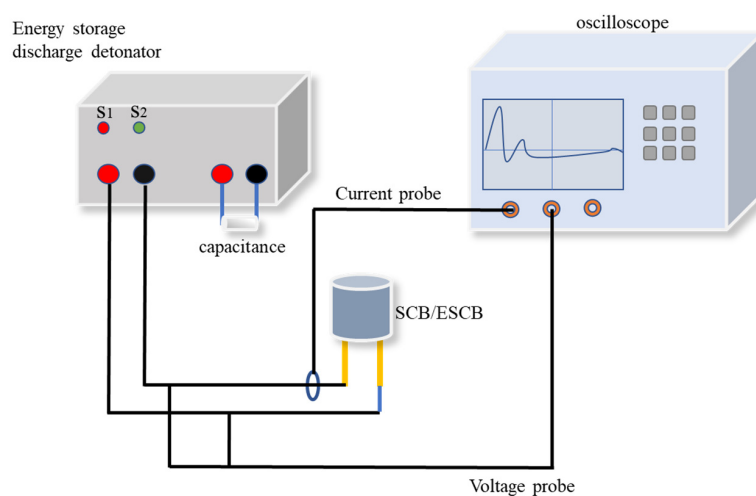 Energy storage
discharge detonator
oscilloscope
S1
S2
Current probe
capacitance
SCB/ESCB
Voltage probe